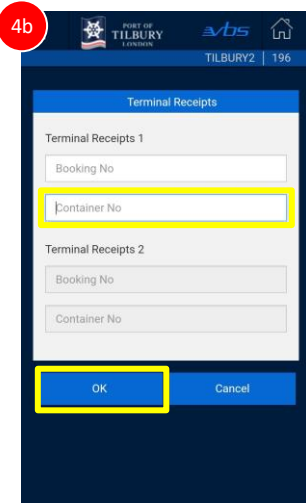 4b
PORT OF
TILBURY
LONDON
vbs
TILBURY2 | 196
Terminal Receipts
Terminal Receipts 1
Booking No
Container No
Terminal Receipts 2
Booking No
Container No
OK
Cancel